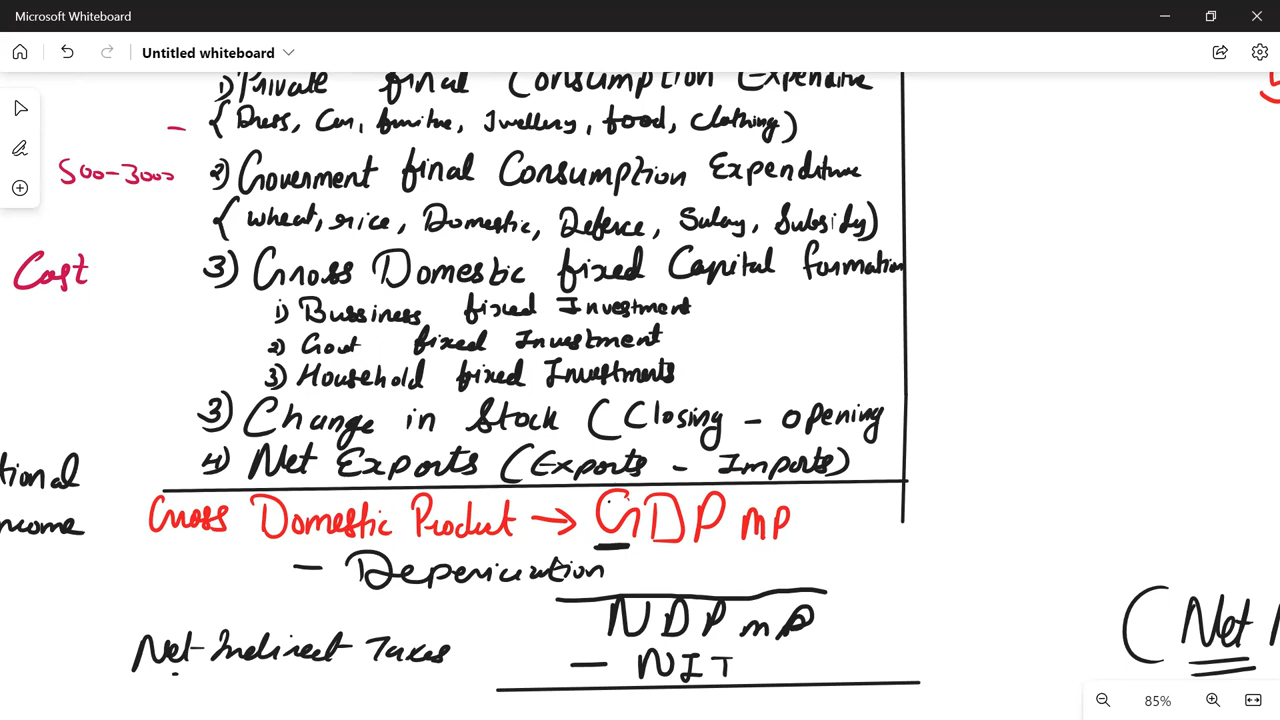 Microsoft Whiteboard
Untitled whiteboard
1) Private final Consumption Expenditure
{ Dress, Car, furnitue, Jwellery, food, clothing)
500-3000
2) Government final Consumption Expenditure
{ wheat, rice, Domestic, Defence, Salary, Subsidy)
Cost
3) Gross Domestic fixed Capital formation
1) Bussiness fixed Investment
2) Govt fixed Investment
3) Household fixed Investments
3) Change in Stock ( Closing - opening
4) Net Exports (Exports - Imports)
tional
ncome
Gross Domestic Product → GDP mp
- Depericiation
NDP mp
Net-Indirect Taxes
- NIT
( Net
85%